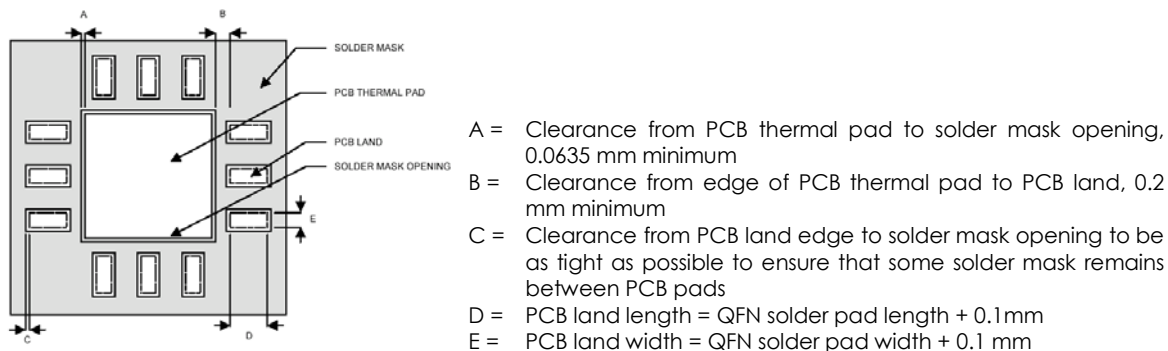 A
B
SOLDER MASK
PCB THERMAL PAD
PCB LAND
SOLDER MASK OPENING
E
C
D
A = Clearance from PCB thermal pad to solder mask opening,
0.0635 mm minimum
B = Clearance from edge of PCB thermal pad to PCB land, 0.2
mm minimum
C = Clearance from PCB land edge to solder mask opening to be
as tight as possible to ensure that some solder mask remains
between PCB pads
D = PCB land length = QFN solder pad length + 0.1mm
E = PCB land width = QFN solder pad width + 0.1 mm